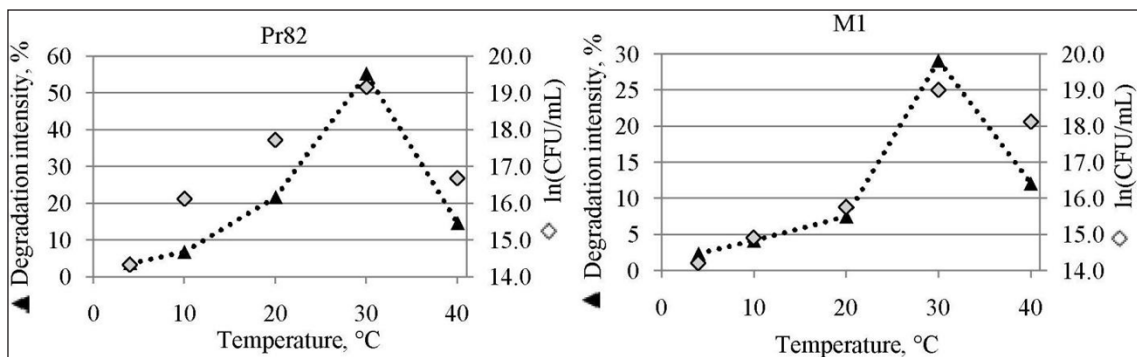 Pr82
▲ Degradation intensity, %
60
50
40
30
20
10
0
20.0
19.0
18.0
17.0
16.0
15.0
14.0
◇ ln(CFU/mL)
0 10 20 30 40
Temperature, °C
M1
▲ Degradation intensity, %
30
25
20
15
10
5
0
20.0
19.0
18.0
17.0
16.0
15.0
14.0
◇ ln(CFU/mL)
0 10 20 30 40
Temperature, °C